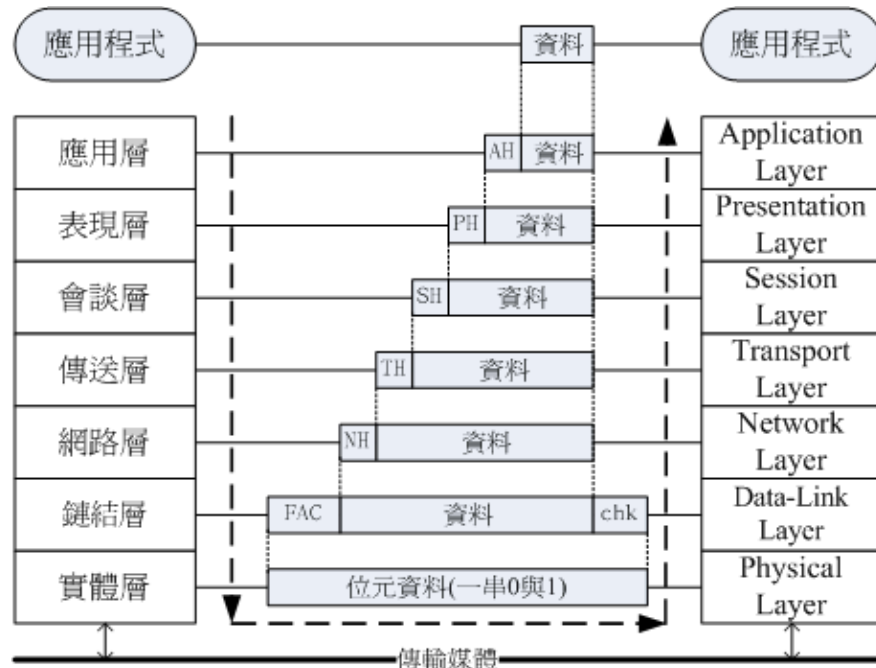 應用程式
資料
應用程式
應用層
AH
資料
Application
Layer
表現層
PH
資料
Presentation
Layer
會談層
SH
資料
Session
Layer
傳送層
TH
資料
Transport
Layer
網路層
NH
資料
Network
Layer
鏈結層
FAC
資料
chk
Data-Link
Layer
實體層
位元資料(一串0與1)
Physical
Layer
傳輸媒體